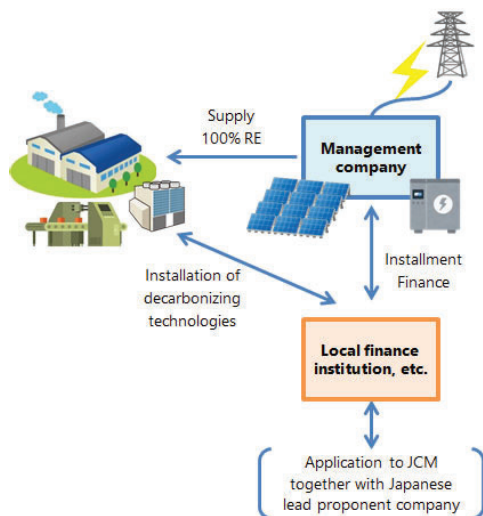 Supply
100% RE
Management
company
Installation of
decarbonizing
technologies
Installment
Finance
Local finance
institution, etc.
Application to JCM
together with Japanese
lead proponent company